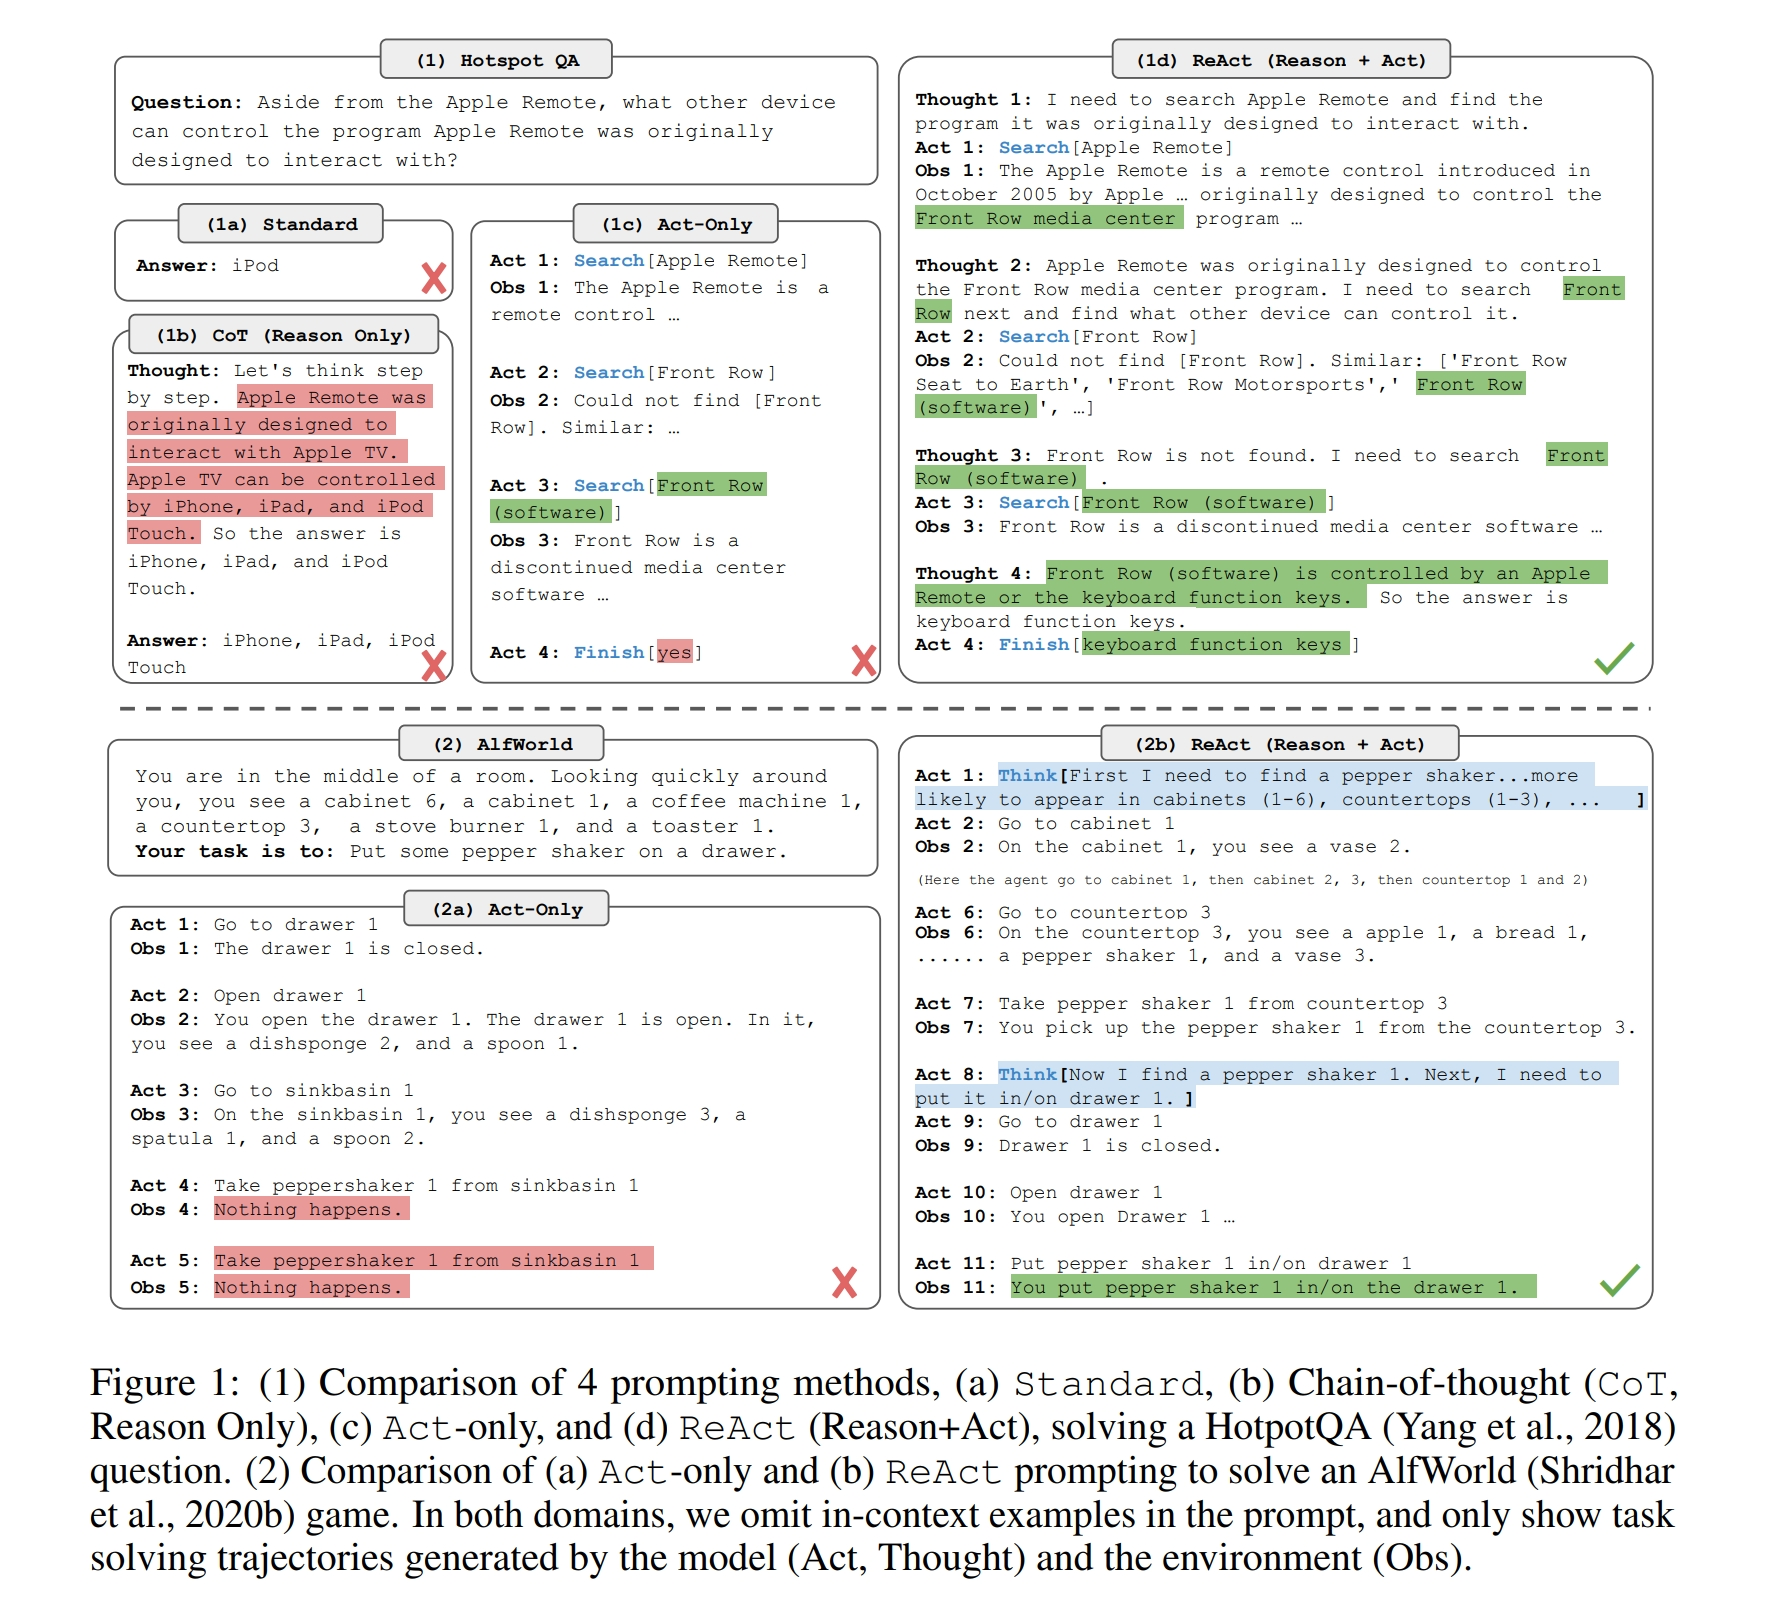 (1) Hotspot QA
Question: Aside from the Apple Remote, what other device
can control the program Apple Remote was originally
designed to interact with?
(1a) Standard
Answer: iPod
(1b) CoT (Reason Only)
Thought: Let's think step
by step. Apple Remote was
originally designed to
interact with Apple TV.
Apple TV can be controlled
by iPhone, iPad, and iPod
Touch. So the answer is
iPhone, iPad, and iPod
Touch.
Answer: iPhone, iPad, iPod
Touch
(1c) Act-Only
Act 1: Search[Apple Remote]
Obs 1: The Apple Remote is a
remote control …
Act 2: Search[Front Row]
Obs 2: Could not find [Front
Row]. Similar: …
Act 3: Search[Front Row
(software)]
Obs 3: Front Row is a
discontinued media center
software …
Act 4: Finish[yes]
(1d) ReAct (Reason + Act)
Thought 1: I need to search Apple Remote and find the
program it was originally designed to interact with.
Act 1: Search[Apple Remote]
Obs 1: The Apple Remote is a remote control introduced in
October 2005 by Apple … originally designed to control the
Front Row media center program …
Thought 2: Apple Remote was originally designed to control
the Front Row media center program. I need to search Front
Row next and find what other device can control it.
Act 2: Search[Front Row]
Obs 2: Could not find [Front Row]. Similar: ['Front Row
Seat to Earth', 'Front Row Motorsports',' Front Row
(software)', …]
Thought 3: Front Row is not found. I need to search Front
Row (software) .
Act 3: Search[Front Row (software) ]
Obs 3: Front Row is a discontinued media center software …
Thought 4: Front Row (software) is controlled by an Apple
Remote or the keyboard function keys. So the answer is
keyboard function keys.
Act 4: Finish[keyboard function keys ]
(2) AlfWorld
You are in the middle of a room. Looking quickly around
you, you see a cabinet 6, a cabinet 1, a coffee machine 1,
a countertop 3, a stove burner 1, and a toaster 1.
Your task is to: Put some pepper shaker on a drawer.
(2a) Act-Only
Act 1: Go to drawer 1
Obs 1: The drawer 1 is closed.
Act 2: Open drawer 1
Obs 2: You open the drawer 1. The drawer 1 is open. In it,
you see a dishsponge 2, and a spoon 1.
Act 3: Go to sinkbasin 1
Obs 3: On the sinkbasin 1, you see a dishsponge 3, a
spatula 1, and a spoon 2.
Act 4: Take peppershaker 1 from sinkbasin 1
Obs 4: Nothing happens.
Act 5: Take peppershaker 1 from sinkbasin 1
Obs 5: Nothing happens.
(2b) ReAct (Reason + Act)
Act 1: Think[First I need to find a pepper shaker...more
likely to appear in cabinets (1-6), countertops (1-3), ... ]
Act 2: Go to cabinet 1
Obs 2: On the cabinet 1, you see a vase 2.
(Here the agent go to cabinet 1, then cabinet 2, 3, then countertop 1 and 2)
Act 6: Go to countertop 3
Obs 6: On the countertop 3, you see a apple 1, a bread 1,
...... a pepper shaker 1, and a vase 3.
Act 7: Take pepper shaker 1 from countertop 3
Obs 7: You pick up the pepper shaker 1 from the countertop 3.
Act 8: Think[Now I find a pepper shaker 1. Next, I need to
put it in/on drawer 1. ]
Act 9: Go to drawer 1
Obs 9: Drawer 1 is closed.
Act 10: Open drawer 1
Obs 10: You open Drawer 1 …
Act 11: Put pepper shaker 1 in/on drawer 1
Obs 11: You put pepper shaker 1 in/on the drawer 1.
Figure 1: (1) Comparison of 4 prompting methods, (a) Standard, (b) Chain-of-thought (CoT,
Reason Only), (c) Act-only, and (d) ReAct (Reason+Act), solving a HotpotQA (Yang et al., 2018)
question. (2) Comparison of (a) Act-only and (b) ReAct prompting to solve an AlfWorld (Shridhar
et al., 2020b) game. In both domains, we omit in-context examples in the prompt, and only show task
solving trajectories generated by the model (Act, Thought) and the environment (Obs).